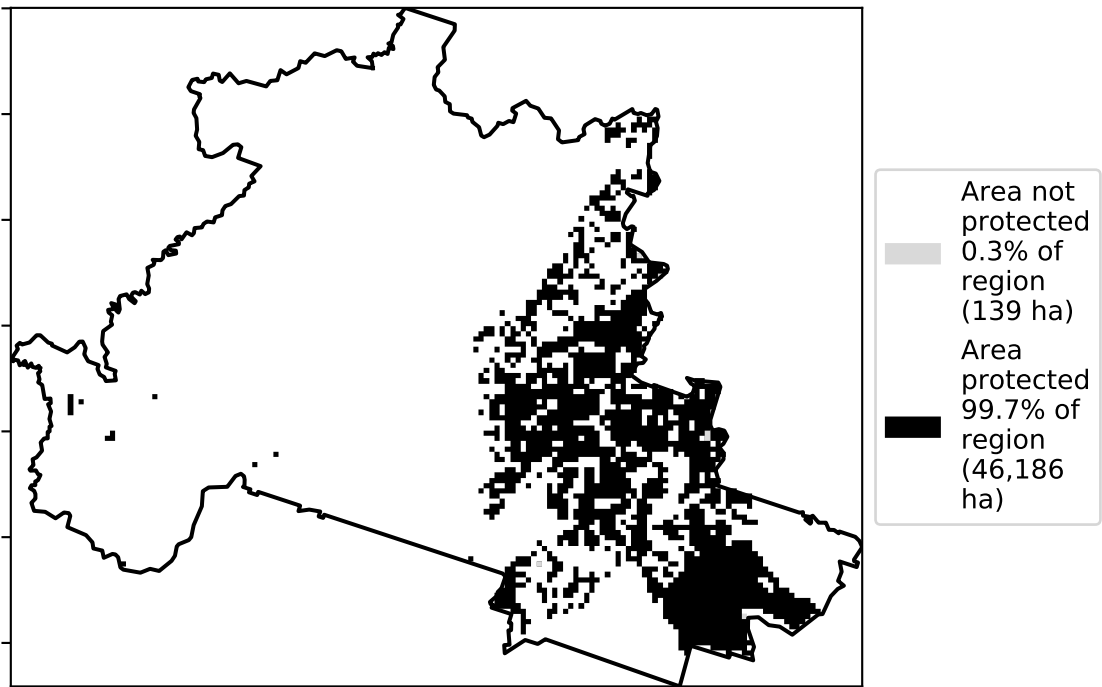 Area not
protected
0.3% of
region
(139 ha)
Area
protected
99.7% of
region
(46,186
ha)